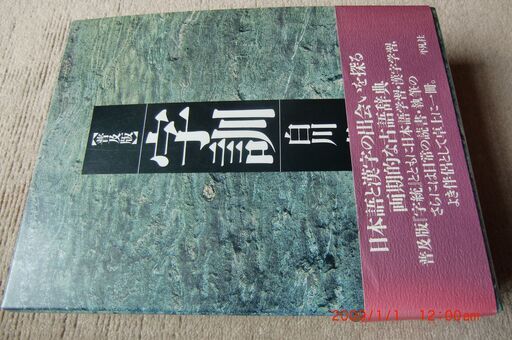 字訓
【普及版】
白川
日本語と漢字の出会いを探る
画期的な古語辞典
普及版『字統』とともに日本語学習・漢字学習、
さらには日常の読書・執筆の
よき伴侶として卓上に一冊。
平凡社
2009/1/1 12:00am